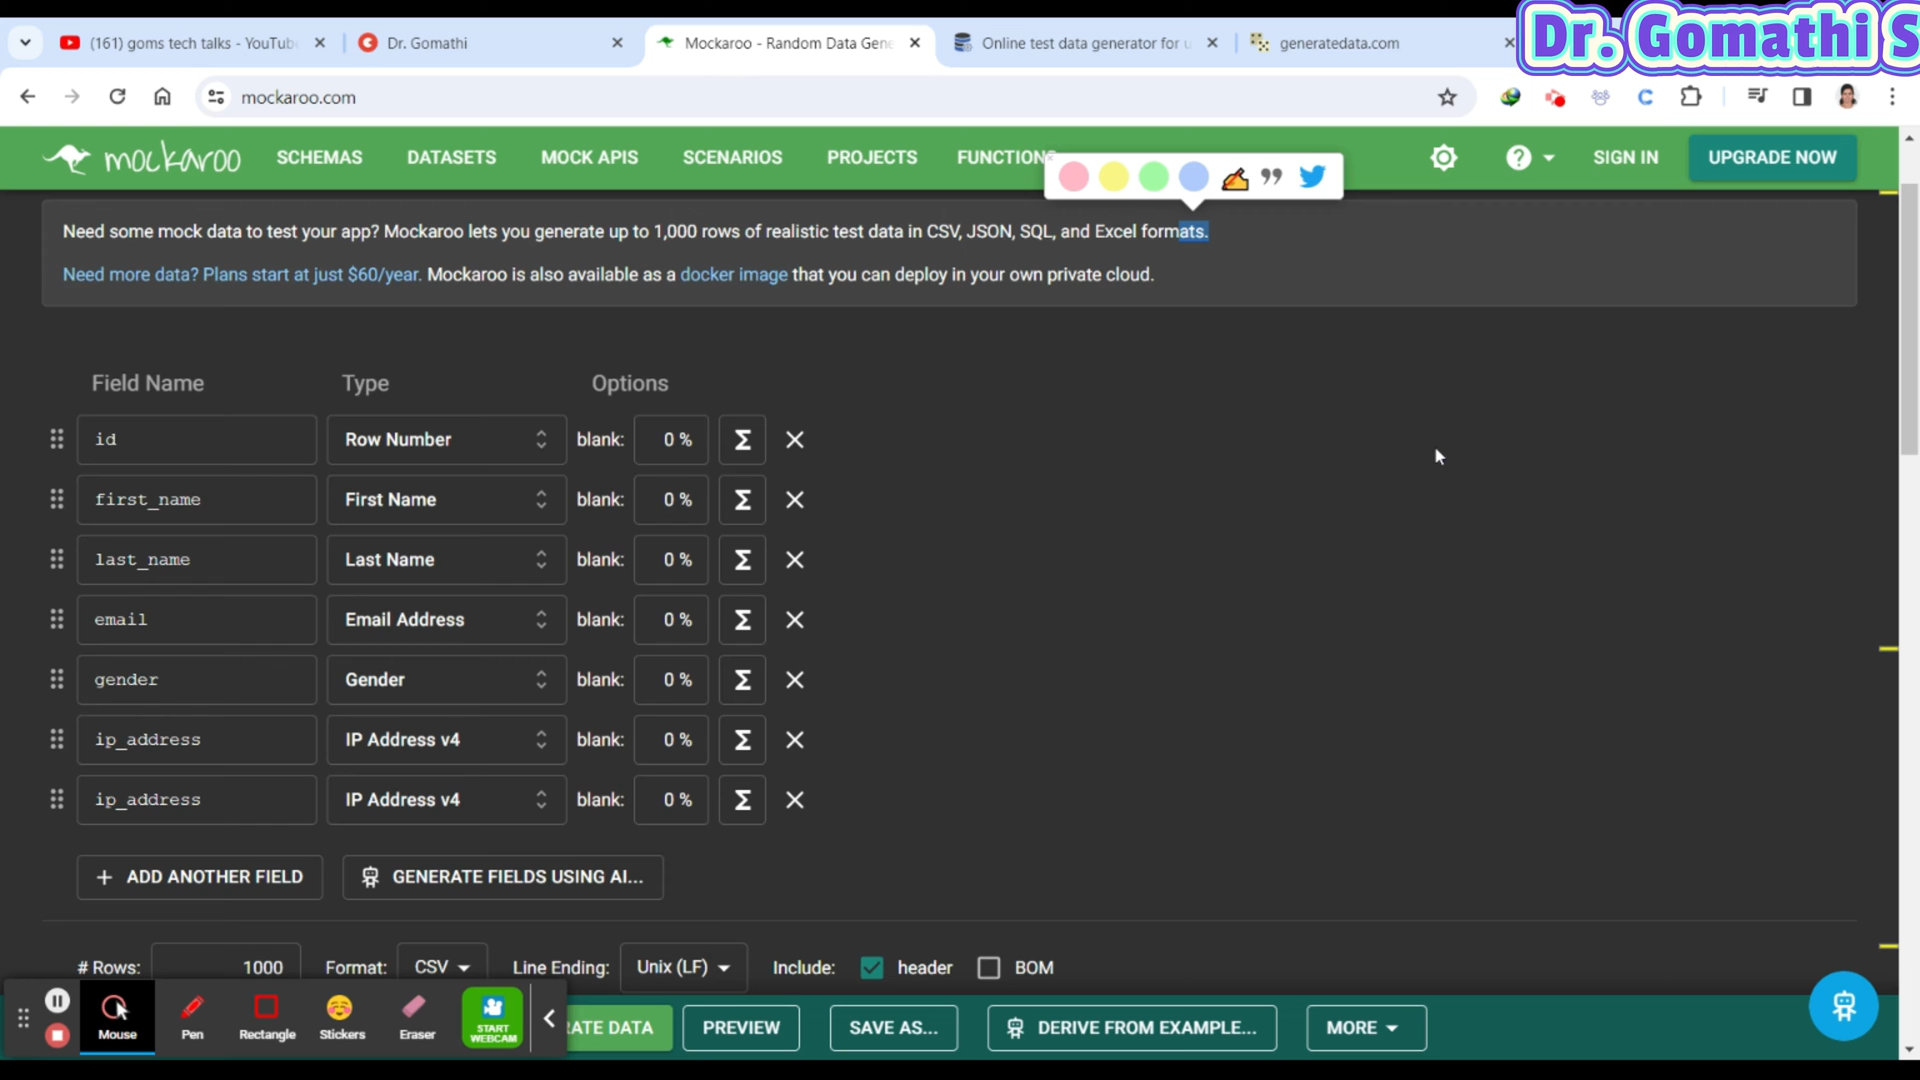 Dr. Gomathi S
(161) goms tech talks - YouTub
Dr. Gomathi
Mockaroo - Random Data Gene
Online test data generator for u
generatedata.com
mockaroo.com
mockaroo
SCHEMAS
DATASETS
MOCK APIS
SCENARIOS
PROJECTS
FUNCTIONS
SIGN IN
UPGRADE NOW
Need some mock data to test your app? Mockaroo lets you generate up to 1,000 rows of realistic test data in CSV, JSON, SQL, and Excel formats.
Need more data? Plans start at just $60/year. Mockaroo is also available as a docker image that you can deploy in your own private cloud.
Field Name Type Options
id Row Number blank: 0 % Σ
first_name First Name blank: 0 % Σ
last_name Last Name blank: 0 % Σ
email Email Address blank: 0 % Σ
gender Gender blank: 0 % Σ
ip_address IP Address v4 blank: 0 % Σ
ip_address IP Address v4 blank: 0 % Σ
+ ADD ANOTHER FIELD
GENERATE FIELDS USING AI...
# Rows: 1000 Format: CSV Line Ending: Unix (LF) Include: header BOM
Mouse
Pen
Rectangle
Stickers
Eraser
START
WEBCAM
RATE DATA
PREVIEW
SAVE AS...
DERIVE FROM EXAMPLE...
MORE